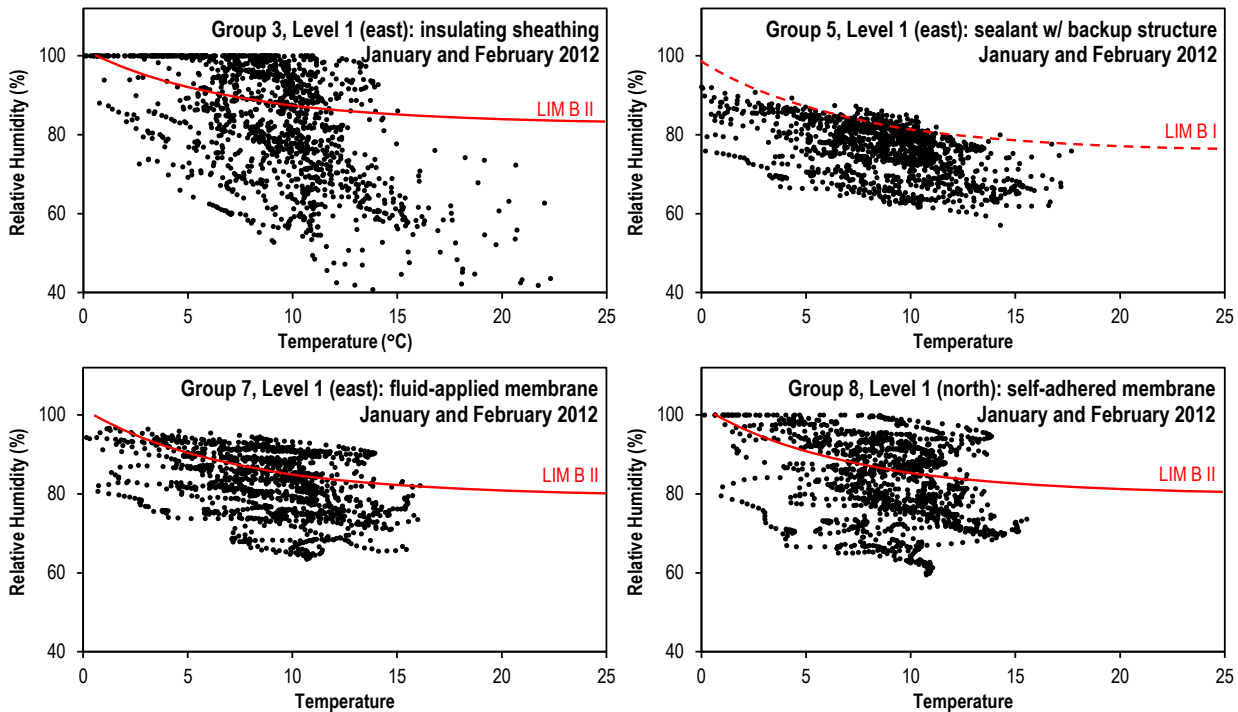 Group 3, Level 1 (east): insulating sheathing
January and February 2012
Relative Humidity (%)
100
80
60
40
LIM B II
0 5 10 15 20 25
Temperature (°C)
Group 5, Level 1 (east): sealant w/ backup structure
January and February 2012
Relative Humidity (%)
100
80
60
40
LIM B I
0 5 10 15 20 25
Temperature
Group 7, Level 1 (east): fluid-applied membrane
January and February 2012
Relative Humidity (%)
100
80
60
40
LIM B II
0 5 10 15 20 25
Temperature
Group 8, Level 1 (north): self-adhered membrane
January and February 2012
Relative Humidity (%)
100
80
60
40
LIM B II
0 5 10 15 20 25
Temperature